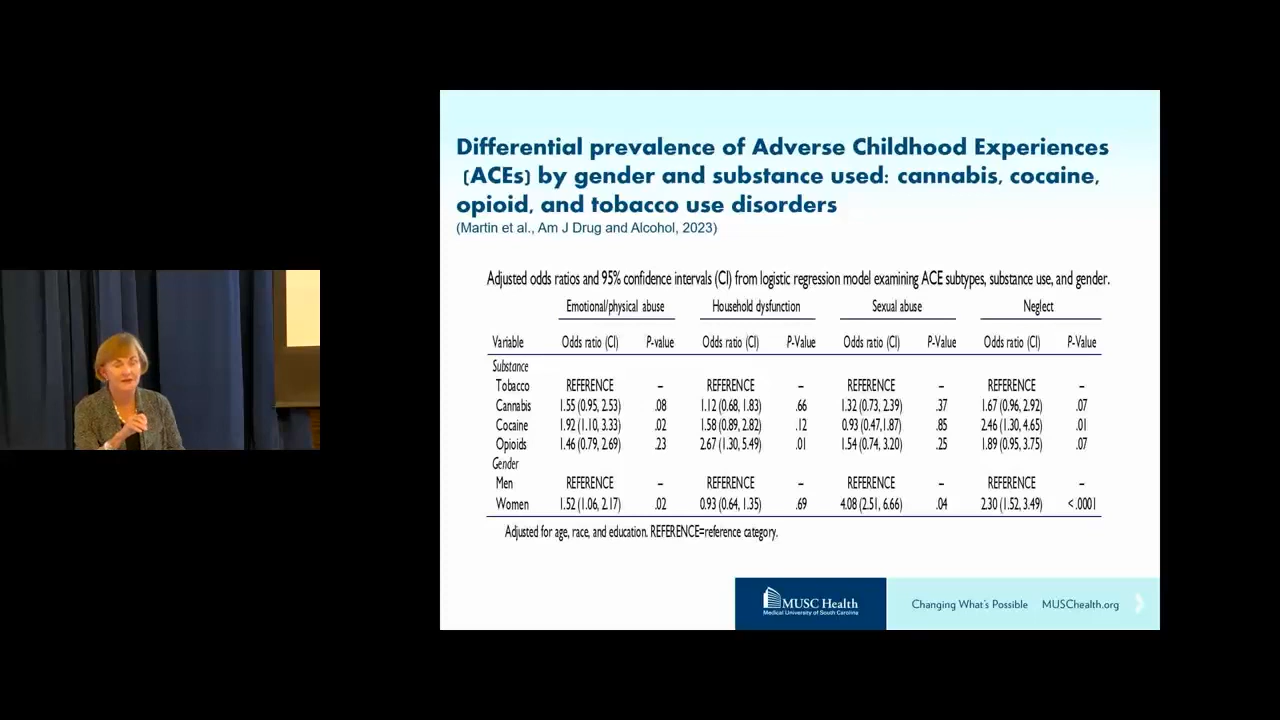 Differential prevalence of Adverse Childhood Experiences
(ACEs) by gender and substance used: cannabis, cocaine,
opioid, and tobacco use disorders
(Martin et al., Am J Drug and Alcohol, 2023)
Adjusted odds ratios and 95% confidence intervals (CI) from logistic regression model examining ACE subtypes, substance use, and gender.
Emotional/physical abuse Household dysfunction Sexual abuse Neglect
Variable Odds ratio (CI) P-value Odds ratio (CI) P-Value Odds ratio (CI) P-Value Odds ratio (CI) P-Value
Substance
Tobacco REFERENCE – REFERENCE – REFERENCE – REFERENCE –
Cannabis 1.55 (0.95, 2.53) .08 1.12 (0.68, 1.83) .66 1.32 (0.73, 2.39) .37 1.67 (0.96, 2.92) .07
Cocaine 1.92 (1.10, 3.33) .02 1.58 (0.89, 2.82) .12 0.93 (0.47,1.87) .85 2.46 (1.30, 4.65) .01
Opioids 1.46 (0.79, 2.69) .23 2.67 (1.30, 5.49) .01 1.54 (0.74, 3.20) .25 1.89 (0.95, 3.75) .07
Gender
Men REFERENCE – REFERENCE – REFERENCE – REFERENCE –
Women 1.52 (1.06, 2.17) .02 0.93 (0.64, 1.35) .69 4.08 (2.51, 6.66) .04 2.30 (1.52, 3.49) <.0001
Adjusted for age, race, and education. REFERENCE=reference category.
MUSC Health
Medical University of South Carolina
Changing What's Possible MUSChealth.org